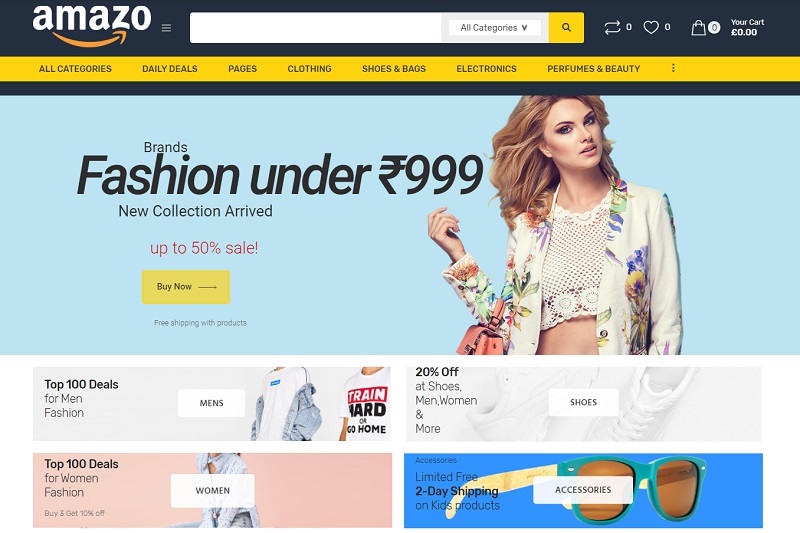 amazo
All Categories
0
0
0
Your Cart
£0.00
ALL CATEGORIES
DAILY DEALS
PAGES
CLOTHING
SHOES & BAGS
ELECTRONICS
PERFUMES & BEAUTY
Brands
Fashion under ₹999
New Collection Arrived
up to 50% sale!
Buy Now
Free shipping with products
Top 100 Deals
for Men
Fashion
MENS
TRAIN
HARD
OR
GO HOME
20% Off
at Shoes,
Men,Women
&
More
SHOES
Top 100 Deals
for Women
Fashion
Buy 3 Get 10% off
WOMEN
Accessories
Limited Free
2-Day Shipping
on Kids products
ACCESSORIES